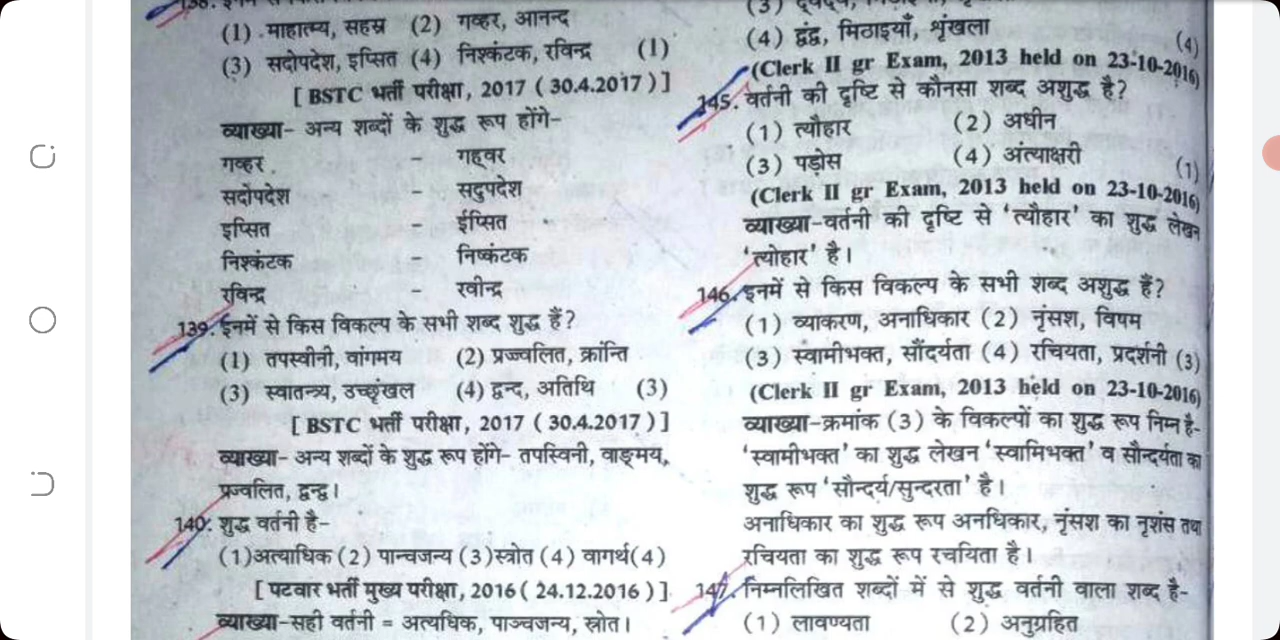 (1) माहात्म्य, सहस्र (2) गव्हर, आनन्द
(3) सदोपदेश, इप्सित (4) निश्कंटक, रविन्द्र (1)
[ BSTC भर्ती परीक्षा, 2017 ( 30.4.2017 ) ]
व्याख्या- अन्य शब्दों के शुद्ध रूप होंगे-
गव्हर - गह्वर
सदोपदेश - सदुपदेश
इप्सित - ईप्सित
निश्कंटक - निष्कंटक
रविन्द्र - रवीन्द्र
139. इनमें से किस विकल्प के सभी शब्द शुद्ध हैं?
(1) तपस्वीनी, वांगमय (2) प्रज्ज्वलित, क्रांन्ति
(3) स्वातन्त्र्य, उच्छृंखल (4) द्वन्द, अतिथि (3)
[ BSTC भर्ती परीक्षा, 2017 ( 30.4.2017 ) ]
व्याख्या- अन्य शब्दों के शुद्ध रूप होंगे- तपस्विनी, वाङ्मय,
प्रज्वलित, द्वन्द्व।
140. शुद्ध वर्तनी है-
(1)अत्याधिक (2) पान्चजन्य (3)स्त्रोत (4) वागर्थ(4)
[ पटवार भर्ती मुख्य परीक्षा, 2016 ( 24.12.2016 ) ]
व्याख्या-सही वर्तनी = अत्यधिक, पाञ्चजन्य, स्रोत।
(4) द्वंद्व, मिठाइयाँ, श्रृंखला (4)
(Clerk II gr Exam, 2013 held on 23-10-2016)
145. वर्तनी की दृष्टि से कौनसा शब्द अशुद्ध है?
(1) त्यौहार (2) अधीन
(3) पड़ोस (4) अंत्याक्षरी (1)
(Clerk II gr Exam, 2013 held on 23-10-2016)
व्याख्या-वर्तनी की दृष्टि से 'त्यौहार' का शुद्ध लेखन
'त्योहार' है।
146. इनमें से किस विकल्प के सभी शब्द अशुद्ध हैं?
(1) व्याकरण, अनाधिकार (2) नृंसश, विषम
(3) स्वामीभक्त, सौंदर्यता (4) रचियता, प्रदर्शनी (3)
(Clerk II gr Exam, 2013 held on 23-10-2016)
व्याख्या-क्रमांक (3) के विकल्पों का शुद्ध रूप निम्न है-
'स्वामीभक्त' का शुद्ध लेखन 'स्वामिभक्त' व सौन्दर्यता का
शुद्ध रूप 'सौन्दर्य/सुन्दरता' है।
अनाधिकार का शुद्ध रूप अनधिकार, नृंसश का नृशंस तथा
रचियता का शुद्ध रूप रचयिता है।
147. निम्नलिखित शब्दों में से शुद्ध वर्तनी वाला शब्द है-
(1) लावण्यता (2) अनुग्रहित